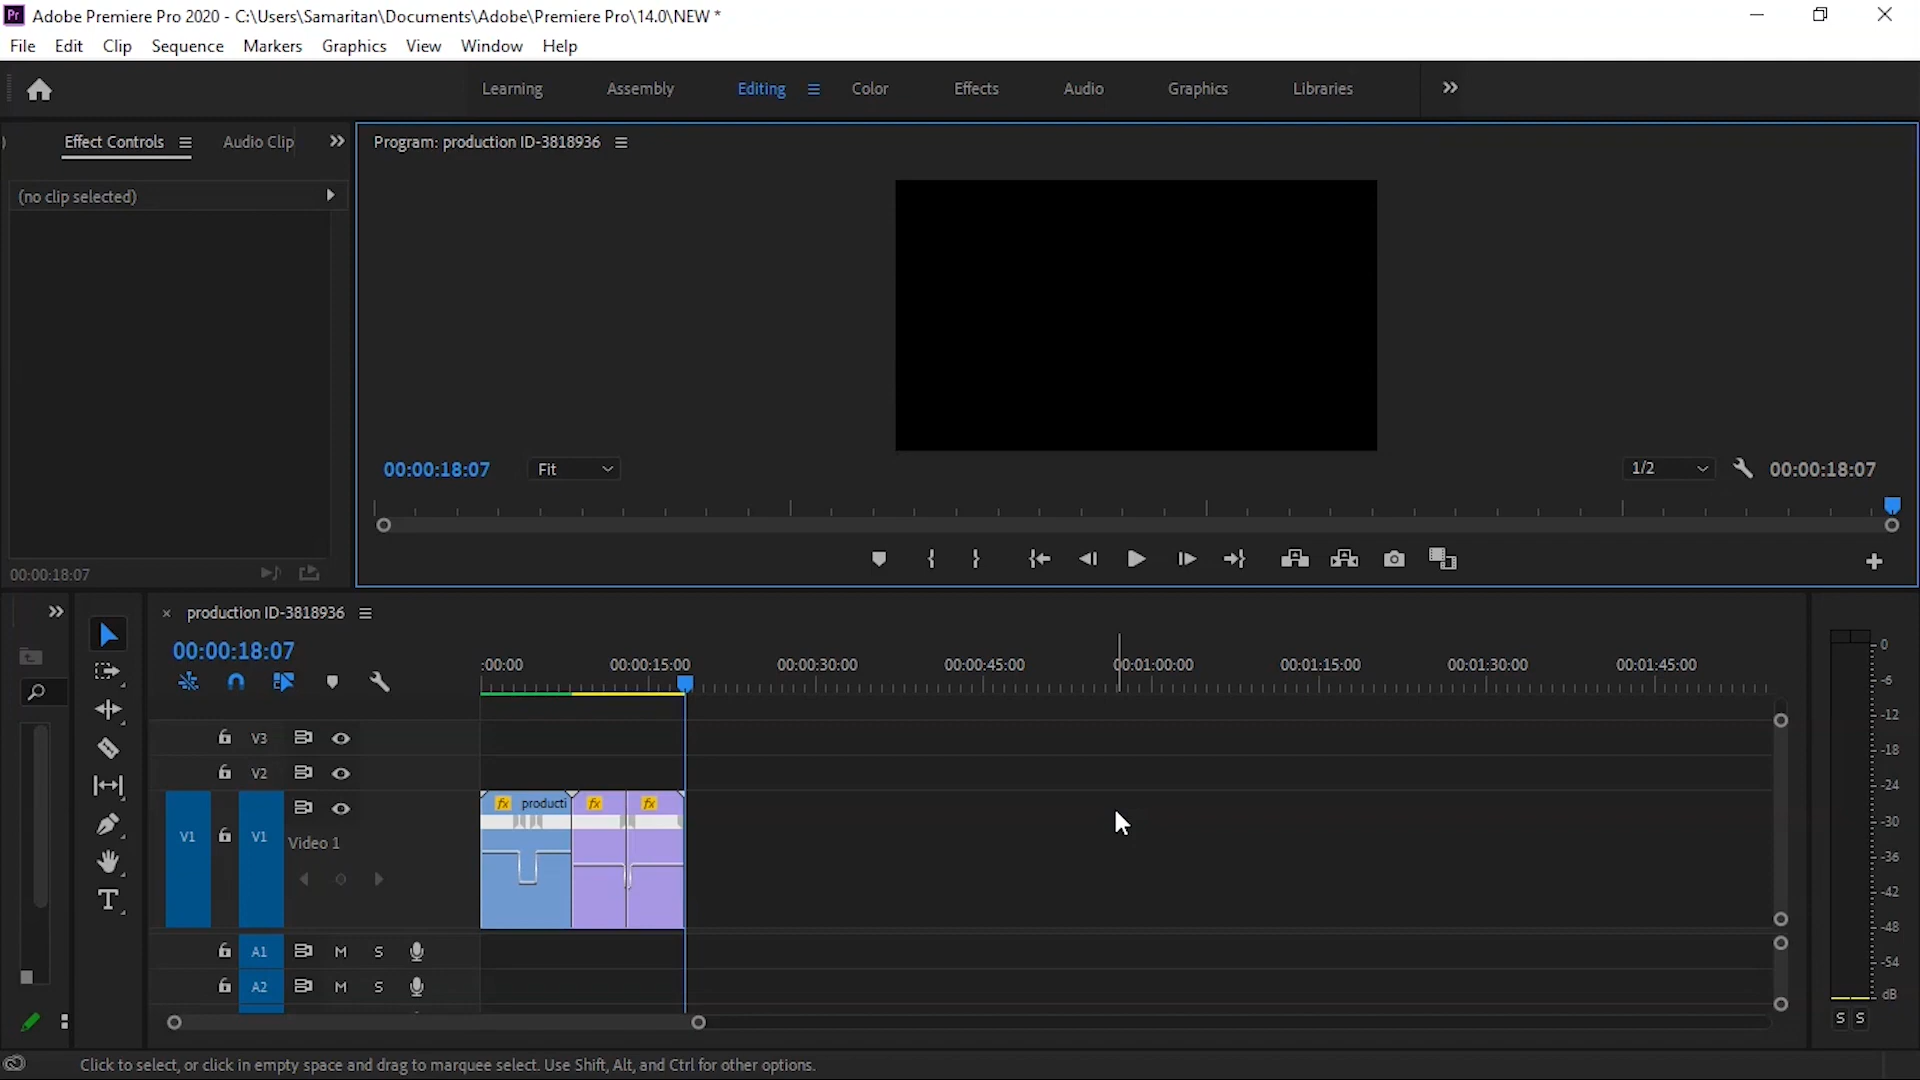 Pr Adobe Premiere Pro 2020 - C:\Users\Samaritan\Documents\Adobe\Premiere Pro\14.0\NEW *
File Edit Clip Sequence Markers Graphics View Window Help
Learning Assembly Editing Color Effects Audio Graphics Libraries
Effect Controls Audio Clip Program: production ID-3818936
(no clip selected)
00:00:18:07 Fit 1/2 00:00:18:07
00:00:18:07
production ID-3818936
00:00:18:07
:00:00 00:00:15:00 00:00:30:00 00:00:45:00 00:01:00:00 00:01:15:00 00:01:30:00 00:01:45:00
V3
V2
fx producti fx fx
V1 V1
Video 1
A1 M S
A2 M S
T
0
-6
-12
-18
-24
-30
-36
-42
-48
-54
dB
S S
Click to select, or click in empty space and drag to marquee select. Use Shift, Alt, and Ctrl for other options.